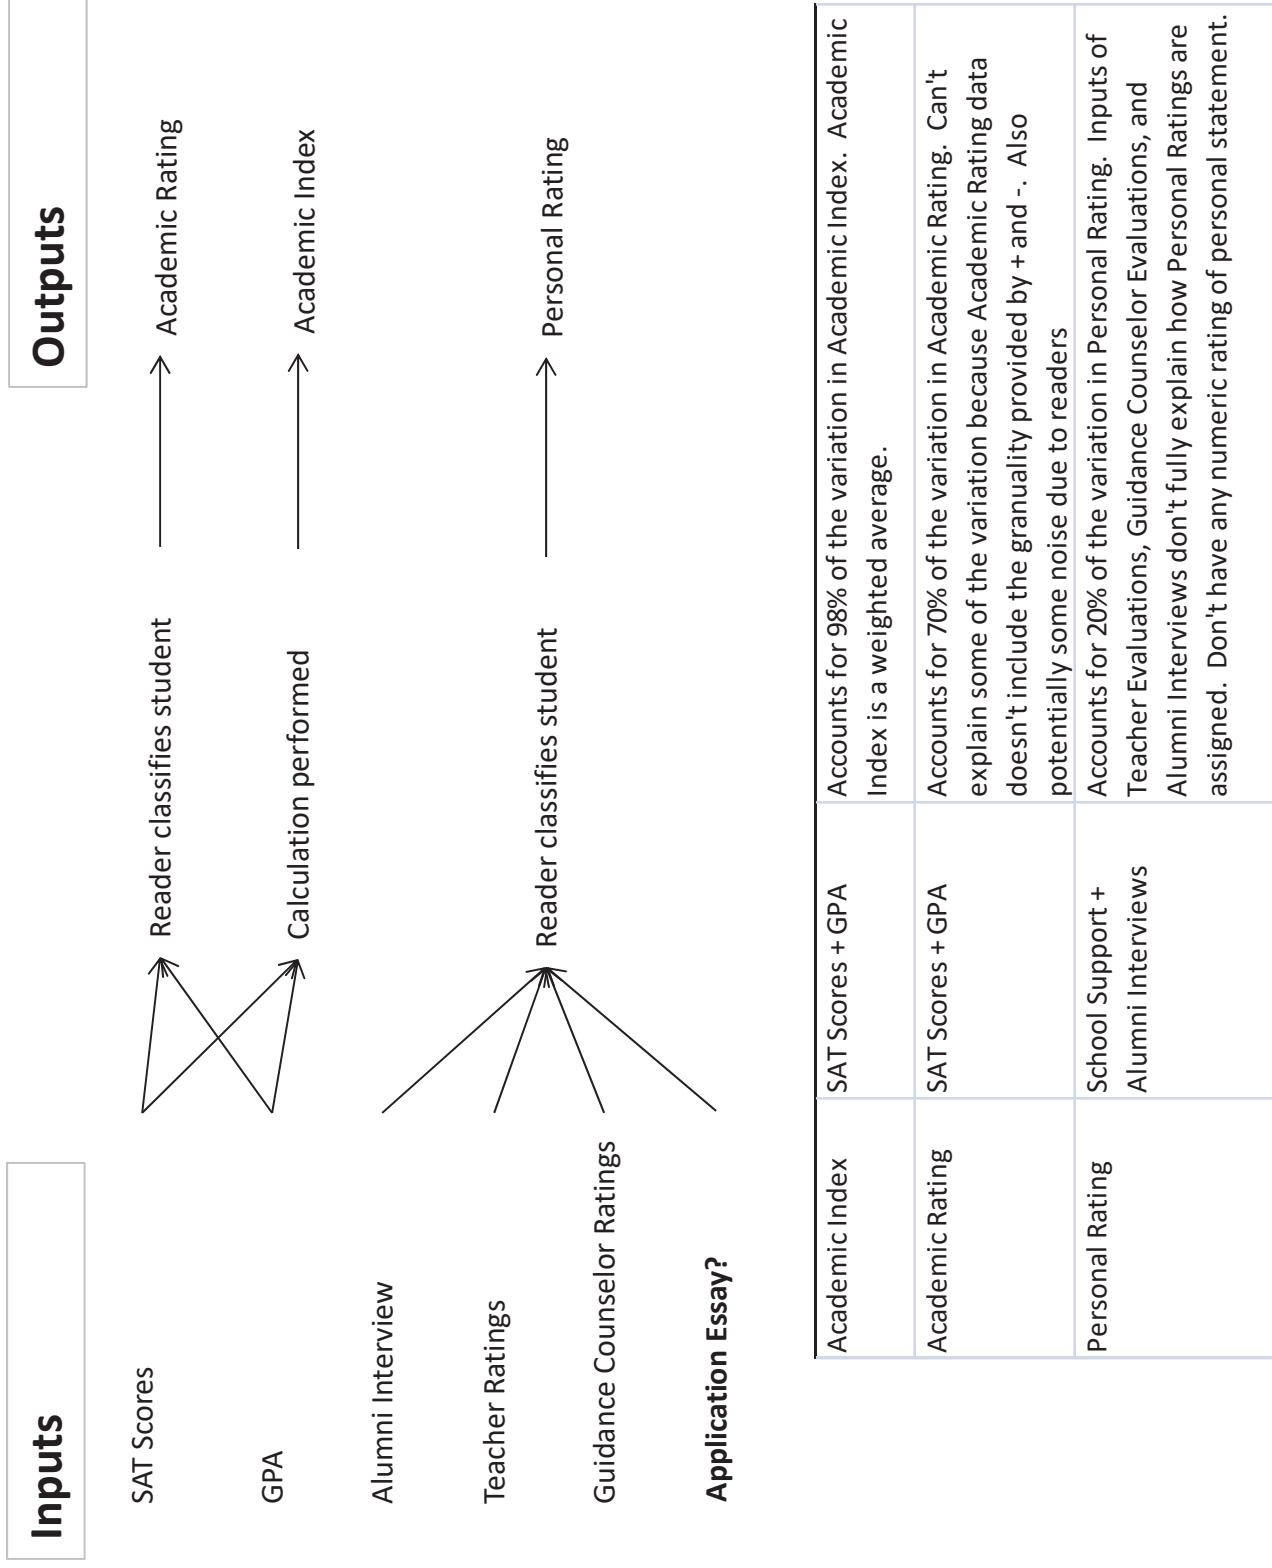 Inputs
Outputs
SAT Scores
Reader classifies student
Academic Rating
GPA
Calculation performed
Academic Index
Alumni Interview
Teacher Ratings
Reader classifies student
Personal Rating
Guidance Counselor Ratings
Application Essay?
Academic Index
SAT Scores + GPA
Accounts for 98% of the variation in Academic Index.  Academic
Index is a weighted average.
Academic Rating
SAT Scores + GPA
Accounts for 70% of the variation in Academic Rating.  Can't
explain some of the variation because Academic Rating data
doesn't include the granuality provided by + and -.  Also
potentially some noise due to readers
Personal Rating
School Support +
Alumni Interviews
Accounts for 20% of the variation in Personal Rating.  Inputs of
Teacher Evaluations, Guidance Counselor Evaluations, and
Alumni Interviews don't fully explain how Personal Ratings are
assigned.  Don't have any numeric rating of personal statement.